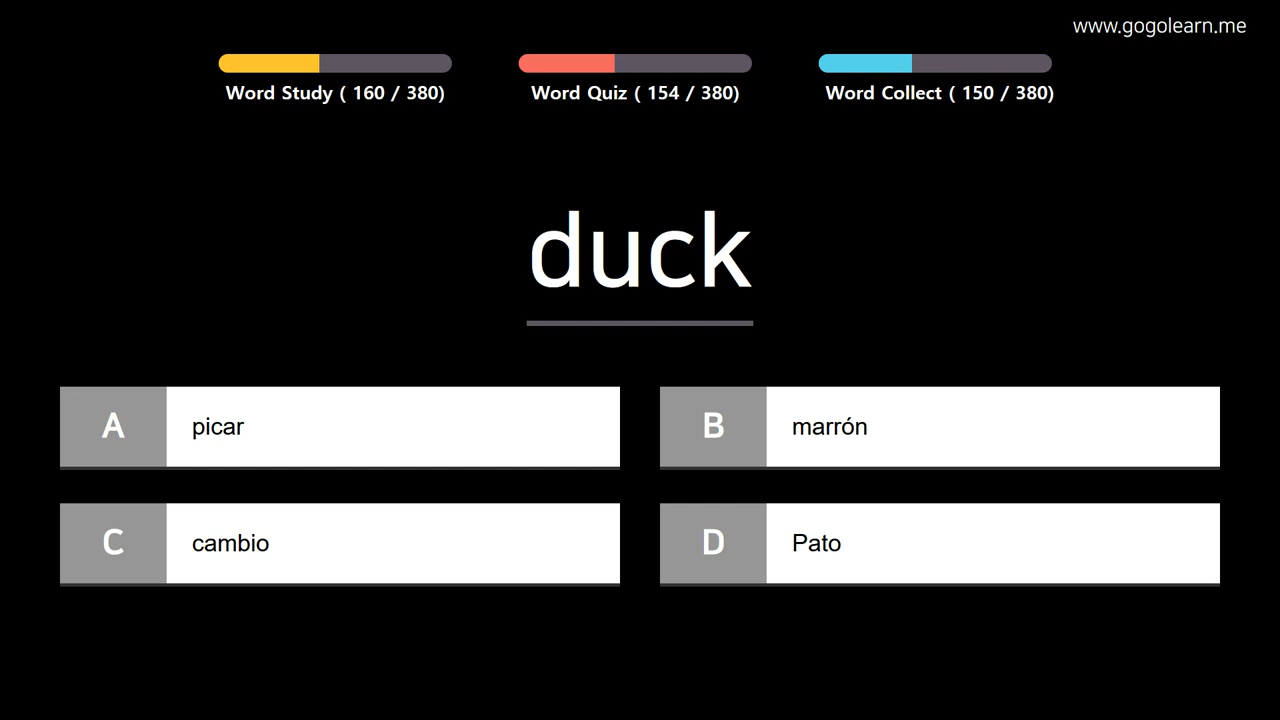 www.gogolearn.me
Word Study ( 160 / 380)
Word Quiz ( 154 / 380)
Word Collect ( 150 / 380)
duck
A picar
B marrón
C cambio
D Pato